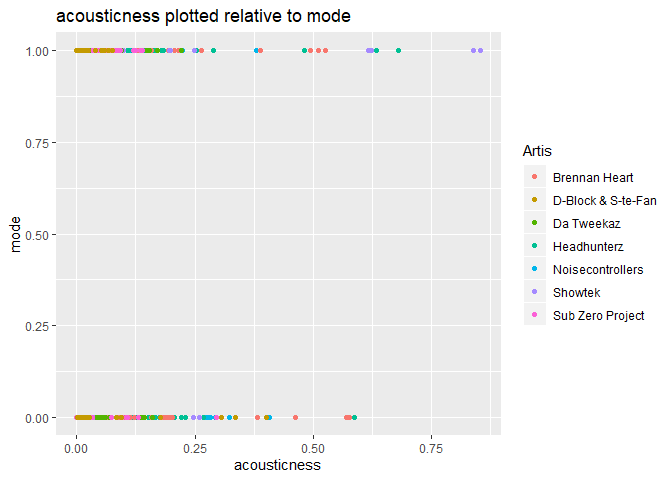 acousticness plotted relative to mode
1.00
0.75
0.50
0.25
0.00
mode
0.00 0.25 0.50 0.75
acousticness
Artis
Brennan Heart
D-Block & S-te-Fan
Da Tweekaz
Headhunterz
Noisecontrollers
Showtek
Sub Zero Project